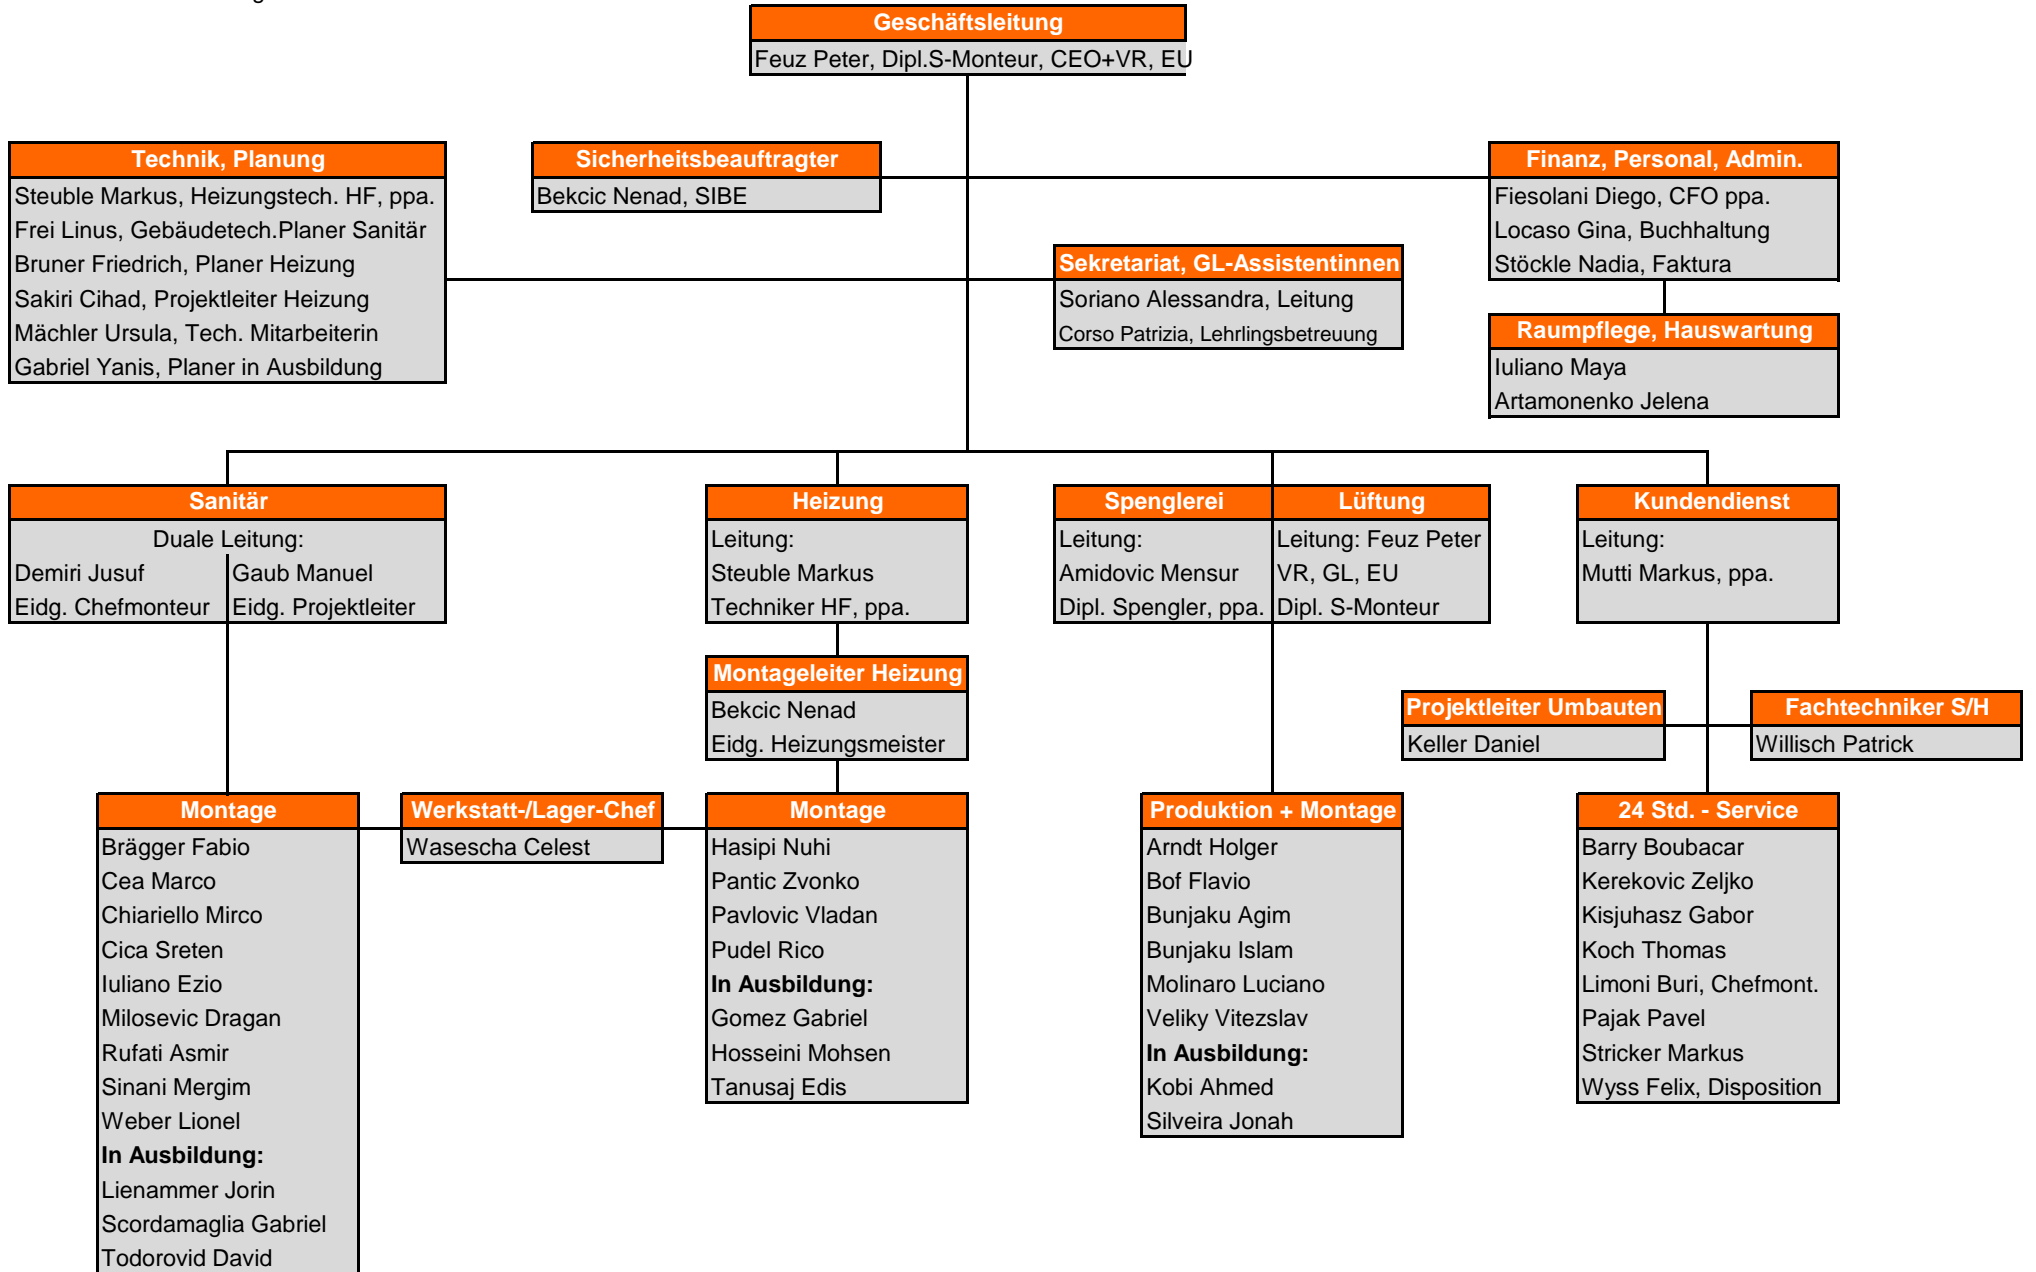 Geschäftsleitung
Feuz Peter, Dipl.S-Monteur, CEO+VR, EU
Technik, Planung
Steuble Markus, Heizungstech. HF, ppa.
Frei Linus, Gebäudetech.Planer Sanitär
Bruner Friedrich, Planer Heizung
Sakiri Cihad, Projektleiter Heizung
Mächler Ursula, Tech. Mitarbeiterin
Gabriel Yanis, Planer in Ausbildung
Sicherheitsbeauftragter
Bekcic Nenad, SIBE
Sekretariat, GL-Assistentinnen
Soriano Alessandra, Leitung
Corso Patrizia, Lehrlingsbetreuung
Finanz, Personal, Admin.
Fiesolani Diego, CFO ppa.
Locaso Gina, Buchhaltung
Stöckle Nadia, Faktura
Raumpflege, Hauswartung
Iuliano Maya
Artamonenko Jelena
Sanitär
Duale Leitung:
Demiri Jusuf
Eidg. Chefmonteur
Gaub Manuel
Eidg. Projektleiter
Heizung
Leitung:
Steuble Markus
Techniker HF, ppa.
Montageleiter Heizung
Bekcic Nenad
Eidg. Heizungsmeister
Spenglerei
Leitung:
Amidovic Mensur
Dipl. Spengler, ppa.
Lüftung
Leitung: Feuz Peter
VR, GL, EU
Dipl. S-Monteur
Kundendienst
Leitung:
Mutti Markus, ppa.
Projektleiter Umbauten
Keller Daniel
Fachtechniker S/H
Willisch Patrick
Montage
Brägger Fabio
Cea Marco
Chiariello Mirco
Cica Sreten
Iuliano Ezio
Milosevic Dragan
Rufati Asmir
Sinani Mergim
Weber Lionel
In Ausbildung:
Lienammer Jorin
Scordamaglia Gabriel
Todorovid David
Werkstatt-/Lager-Chef
Wasescha Celest
Montage
Hasipi Nuhi
Pantic Zvonko
Pavlovic Vladan
Pudel Rico
In Ausbildung:
Gomez Gabriel
Hosseini Mohsen
Tanusaj Edis
Produktion + Montage
Arndt Holger
Bof Flavio
Bunjaku Agim
Bunjaku Islam
Molinaro Luciano
Veliky Vitezslav
In Ausbildung:
Kobi Ahmed
Silveira Jonah
24 Std. - Service
Barry Boubacar
Kerekovic Zeljko
Kisjuhasz Gabor
Koch Thomas
Limoni Buri, Chefmont.
Pajak Pavel
Stricker Markus
Wyss Felix, Disposition